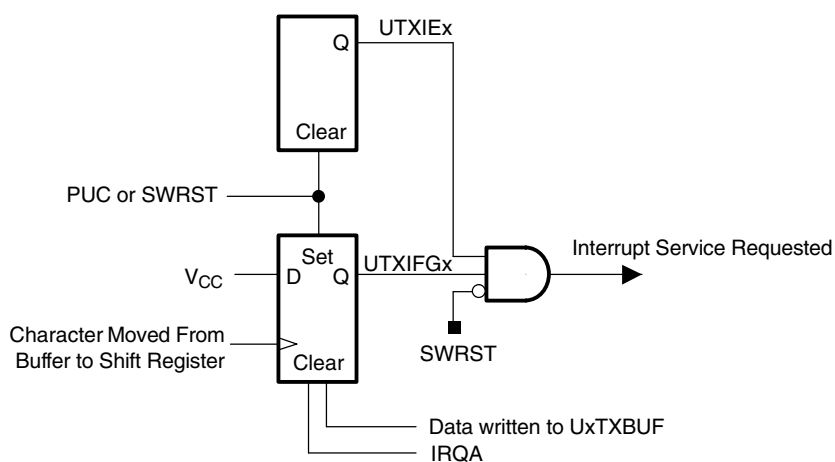 UTXIEx
Q
Clear
PUC or SWRST
Set
VCC
D
Q
UTXIFGx
Interrupt Service Requested
Character Moved From
Buffer to Shift Register
Clear
SWRST
Data written to UxTXBUF
IRQA